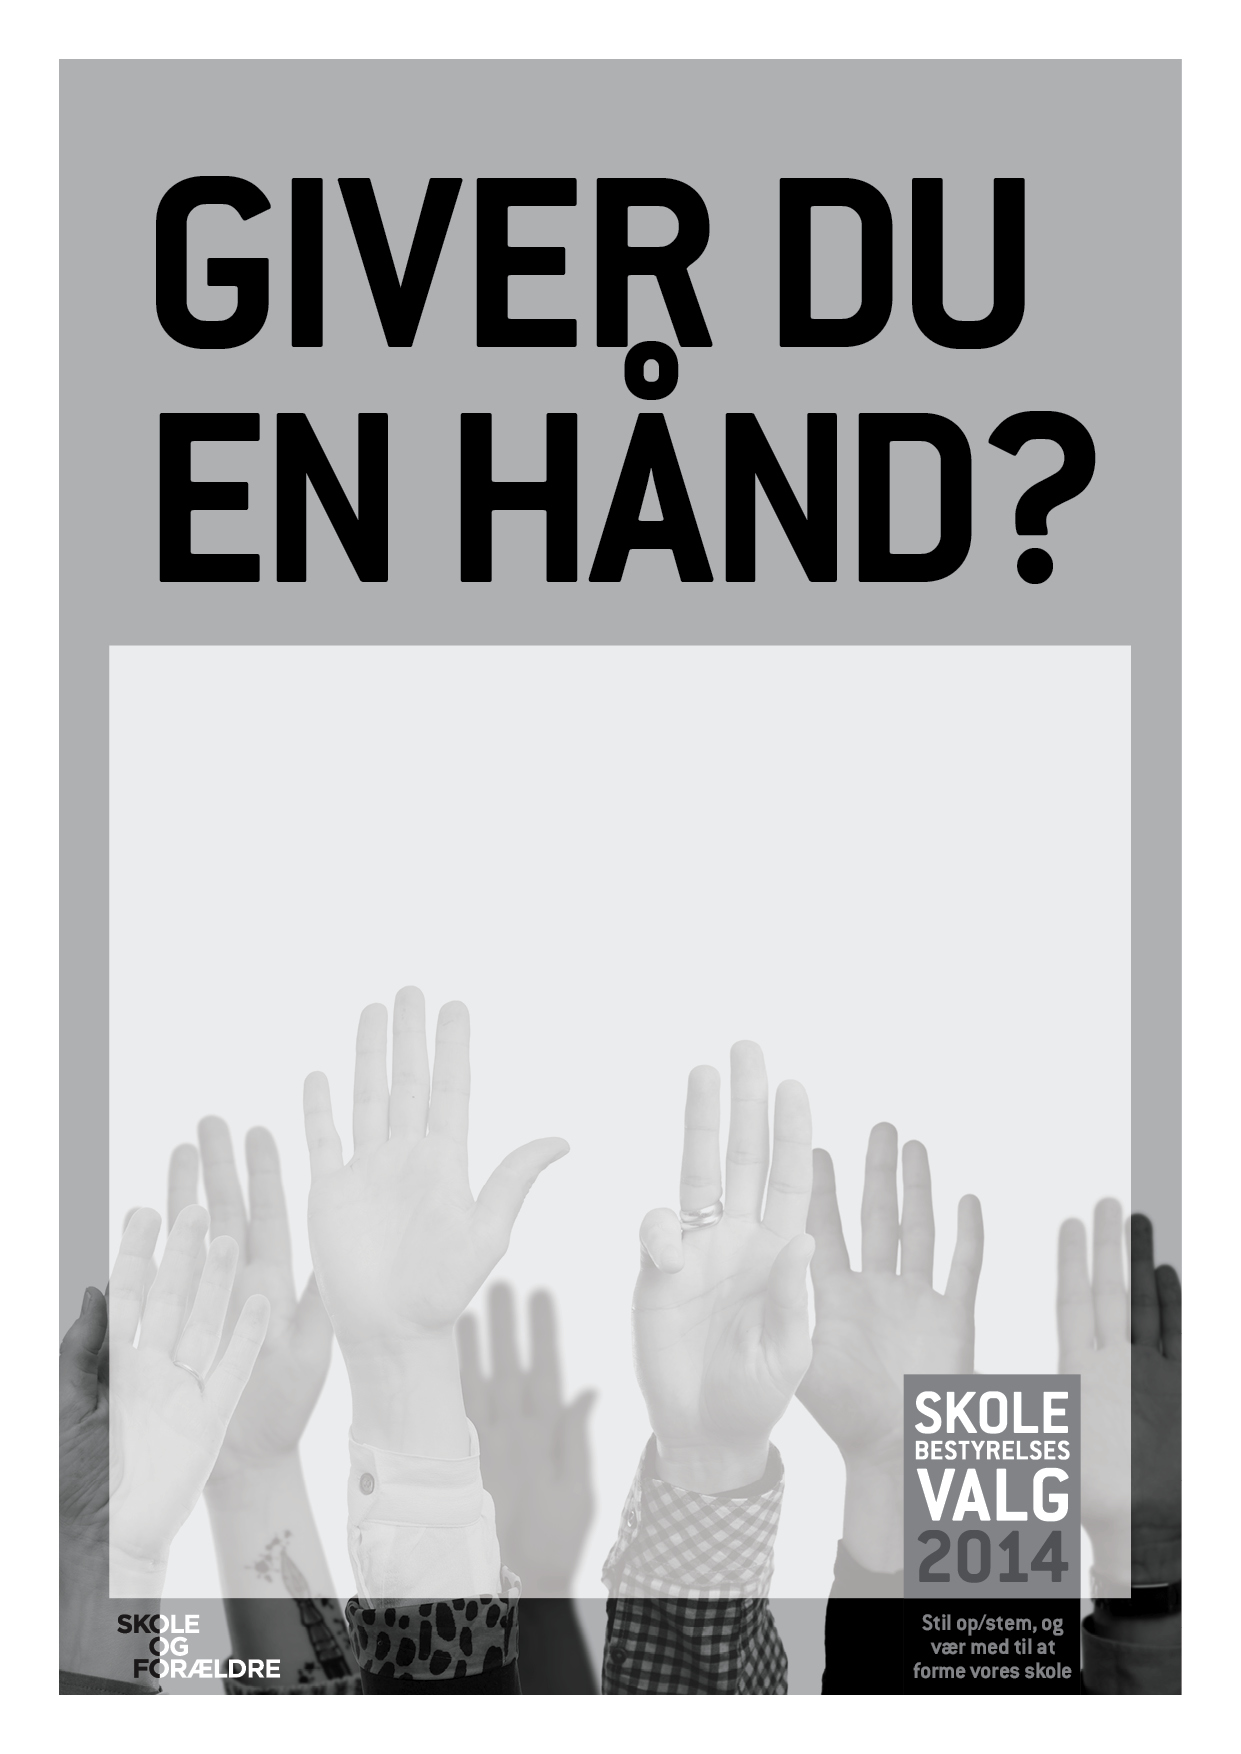 GIVER DU
EN HÅND?
SKOLE
BESTYRELSES
VALG
2014
SKOLE
OG
FORÆLDRE
Stil op/stem, og
vær med til at
forme vores skole